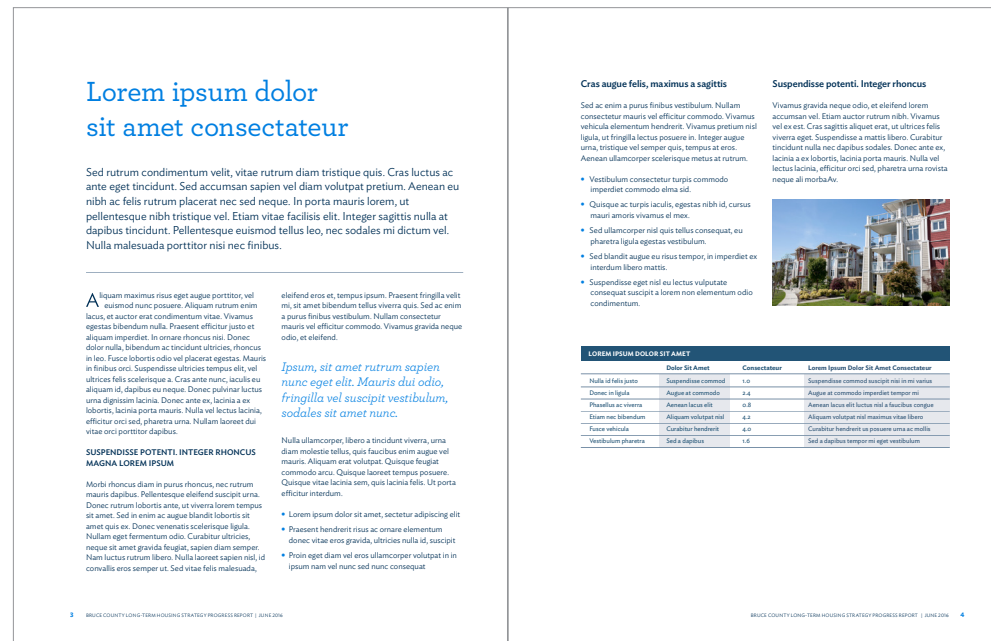 Lorem ipsum dolor
sit amet consectateur
Sed rutrum condimentum velit, vitae rutrum diam tristique quis. Cras luctus ac
ante eget tincidunt. Sed accumsan sapien vel diam volutpat pretium. Aenean eu
nibh ac felis rutrum placerat nec sed neque. In porta mauris lorem, ut
pellentesque nibh tristique vel. Etiam vitae facilisis elit. Integer sagittis nulla at
dapibus tincidunt. Pellentesque euismod tellus leo, nec sodales mi dictum vel.
Nulla malesuada porttitor nisi nec finibus.
Aliquam maximus risus eget augue porttitor, vel
euismod nunc posuere. Aliquam rutrum enim
lacus, et auctor erat condimentum vitae. Vivamus
egestas bibendum nulla. Praesent efficitur justo et
aliquam imperdiet. In ornare rhoncus nisi. Donec
dolor nulla, bibendum ac tincidunt ultricies, rhoncus
in leo. Fusce lobortis odio vel placerat egestas. Mauris
in finibus orci. Suspendisse ultricies tempus elit, vel
ultrices felis scelerisque a. Cras ante nunc, iaculis eu
aliquam id, dapibus eu neque. Donec pulvinar luctus
urna dignissim lacinia. Donec ante ex, lacinia a ex
lobortis, lacinia porta mauris. Nulla vel lectus lacinia,
efficitur orci sed, pharetra urna. Nullam laoreet dui
vitae orci porttitor dapibus.
SUSPENDISSE POTENTI. INTEGER RHONCUS
MAGNA LOREM IPSUM
Morbi rhoncus diam in purus rhoncus, nec rutrum
mauris dapibus. Pellentesque eleifend suscipit urna.
Donec rutrum lobortis ante, ut viverra lorem tempus
sit amet. Sed in enim ac augue blandit lobortis sit
amet quis ex. Donec venenatis scelerisque ligula.
Nullam eget fermentum odio. Curabitur ultricies,
neque sit amet gravida feugiat, sapien diam semper.
Nam luctus rutrum libero. Nulla laoreet sapien nisl, id
convallis eros semper ut. Sed vitae felis malesuada,
eleifend eros et, tempus ipsum. Praesent fringilla velit
mi, sit amet bibendum tellus viverra quis. Sed ac enim
a purus finibus vestibulum. Nullam consectetur
mauris vel efficitur commodo. Vivamus gravida neque
odio, et eleifend.
Ipsum, sit amet rutrum sapien
nunc eget elit. Mauris dui odio,
fringilla vel suscipit vestibulum,
sodales sit amet nunc.
Nulla ullamcorper, libero a tincidunt viverra, urna
diam molestie tellus, quis faucibus enim augue vel
mauris. Aliquam erat volutpat. Quisque feugiat
commodo arcu. Quisque laoreet tempus posuere.
Quisque vitae lacinia sem, quis lacinia felis. Ut porta
efficitur interdum.
• Lorem ipsum dolor sit amet, sectetur adipiscing elit
• Praesent hendrerit risus ac ornare elementum
donec vitae eros gravida, ultricies nulla id, suscipit
• Proin eget diam vel eros ullamcorper volutpat in in
ipsum nam vel nunc sed nunc consequat
3 BRUCE COUNTY LONG-TERM HOUSING STRATEGY PROGRESS REPORT | JUNE 2016
Cras augue felis, maximus a sagittis
Sed ac enim a purus finibus vestibulum. Nullam
consectetur mauris vel efficitur commodo. Vivamus
vehicula elementum hendrerit. Vivamus pretium nisl
ligula, ut fringilla lectus posuere in. Integer augue
urna, tristique vel semper quis, tempus at eros.
Aenean ullamcorper scelerisque metus at rutrum.
• Vestibulum consectetur turpis commodo
imperdiet commodo elma sid.
• Quisque ac turpis iaculis, egestas nibh id, cursus
mauri amoris vivamus el mex.
• Sed ullamcorper nisl quis tellus consequat, eu
pharetra ligula egestas vestibulum.
• Sed blandit augue eu risus tempor, in imperdiet ex
interdum libero mattis.
• Suspendisse eget nisl eu lectus vulputate
consequat suscipit a lorem non elementum odio
condimentum.
Suspendisse potenti. Integer rhoncus
Vivamus gravida neque odio, et eleifend lorem
accumsan vel. Etiam auctor rutrum nibh. Vivamus
vel ex est. Cras sagittis aliquet erat, ut ultrices felis
viverra eget. Suspendisse a mattis libero. Curabitur
tincidunt nulla nec dapibus sodales. Donec ante ex,
lacinia a ex lobortis, lacinia porta mauris. Nulla vel
lectus lacinia, efficitur orci sed, pharetra urna rovista
neque ali morbaAv.
LOREM IPSUM DOLOR SIT AMET
Dolor Sit Amet Consectateur Lorem Ipsum Dolor Sit Amet Consectateur
Nulla id felis justo Suspendisse commod 1.0 Suspendisse commod suscipit nisi in mi varius
Donec in ligula Augue at commodo 2.4 Augue at commodo imperdiet tempor mi
Phasellus ac viverra Aenean lacus elit 0.8 Aenean lacus elit luctus nisl a faucibus congue
Etiam nec bibendum Aliquam volutpat nisl 4.2 Aliquam volutpat nisl maximus vitae libero
Fusce vehicula Curabitur hendrerit 4.0 Curabitur hendrerit us posuere urna ac mollis
Vestibulum pharetra Sed a dapibus 1.6 Sed a dapibus tempor mi eget vestibulum
BRUCE COUNTY LONG-TERM HOUSING STRATEGY PROGRESS REPORT | JUNE 2016 4